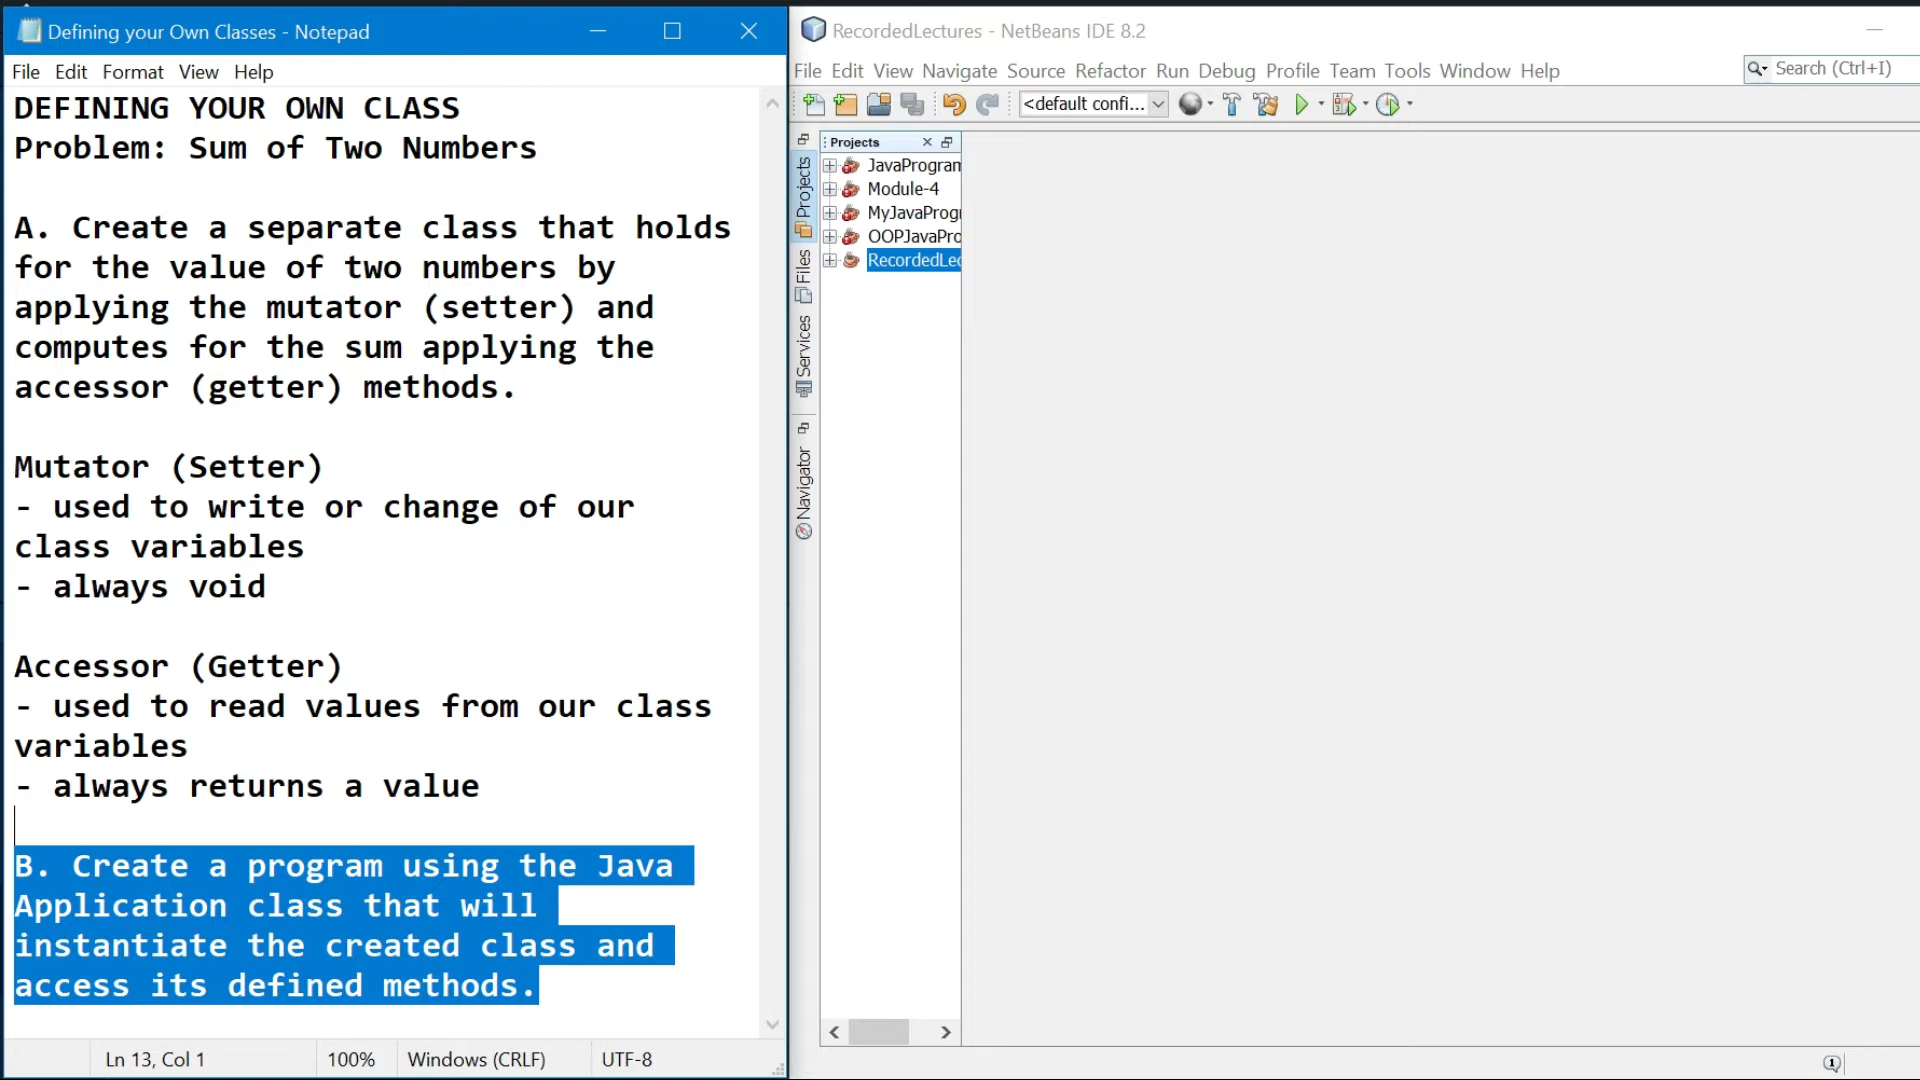 Defining your Own Classes - Notepad
File Edit Format View Help
DEFINING YOUR OWN CLASS
Problem: Sum of Two Numbers
A. Create a separate class that holds
for the value of two numbers by
applying the mutator (setter) and
computes for the sum applying the
accessor (getter) methods.
Mutator (Setter)
- used to write or change of our
class variables
- always void
Accessor (Getter)
- used to read values from our class
variables
- always returns a value
B. Create a program using the Java
Application class that will
instantiate the created class and
access its defined methods.
Ln 13, Col 1
100%
Windows (CRLF)
UTF-8
RecordedLectures - NetBeans IDE 8.2
File Edit View Navigate Source Refactor Run Debug Profile Team Tools Window Help
Search (Ctrl+I)
<default confi...
Projects
Files
Services
Navigator
Projects
JavaProgram
Module-4
MyJavaProgr
OOPJavaPro
RecordedLec